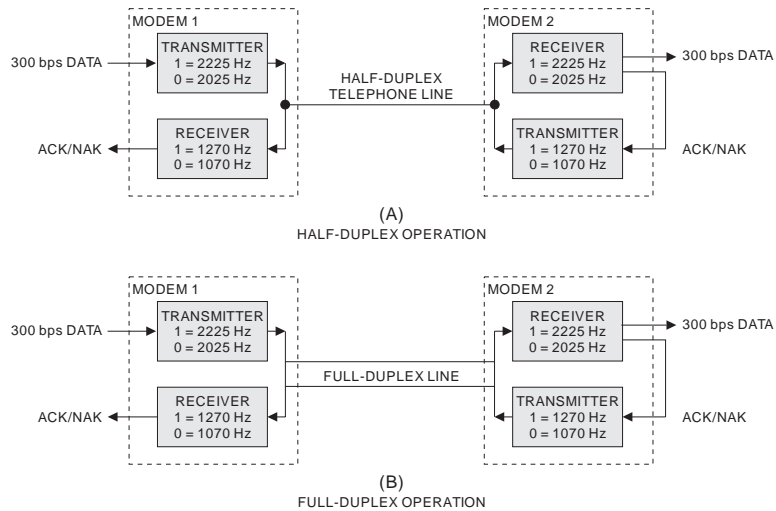 MODEM 1
TRANSMITTER
1 = 2225 Hz
0 = 2025 Hz
300 bps DATA
RECEIVER
1 = 1270 Hz
0 = 1070 Hz
ACK/NAK
HALF-DUPLEX
TELEPHONE LINE
MODEM 2
RECEIVER
1 = 2225 Hz
0 = 2025 Hz
300 bps DATA
TRANSMITTER
1 = 1270 Hz
0 = 1070 Hz
ACK/NAK
(A)
HALF-DUPLEX OPERATION
MODEM 1
TRANSMITTER
1 = 2225 Hz
0 = 2025 Hz
300 bps DATA
RECEIVER
1 = 1270 Hz
0 = 1070 Hz
ACK/NAK
FULL-DUPLEX LINE
MODEM 2
RECEIVER
1 = 2225 Hz
0 = 2025 Hz
300 bps DATA
TRANSMITTER
1 = 1270 Hz
0 = 1070 Hz
ACK/NAK
(B)
FULL-DUPLEX OPERATION